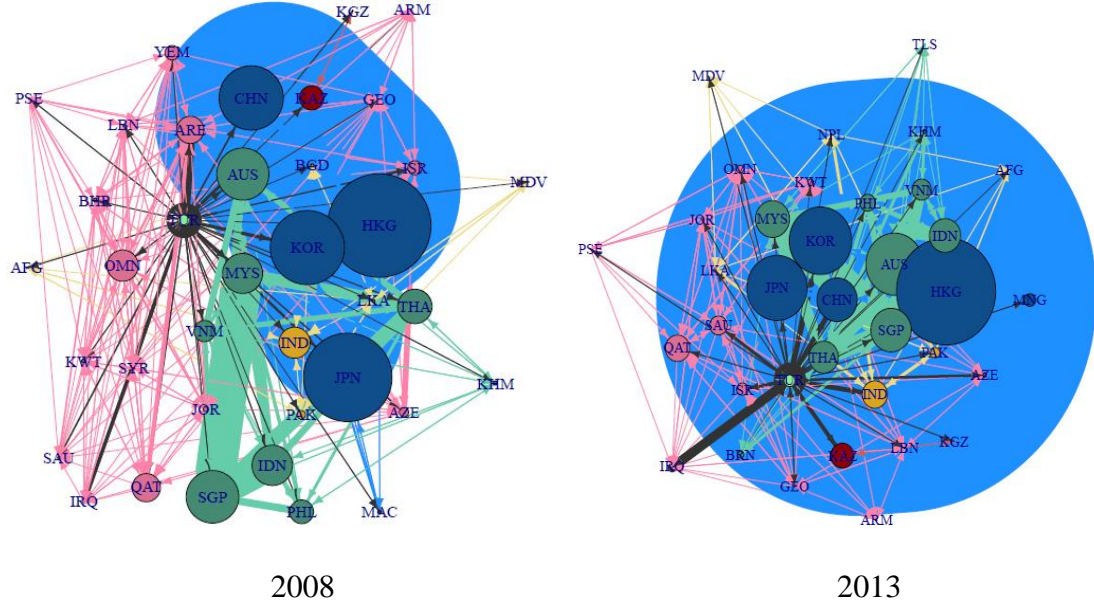 KGZ
ARM
YEM
PSE
CHN
KAZ
GEO
LBN
ARE
BGD
ISR
AUS
MDV
BHR
HKG
KOR
AFG
OMN
MYS
LKA
THA
VNM
IND
KWT
SYR
JPN
KHM
JOR
PAK
AZE
SAU
IDN
IRQ
QAT
SGP
PHL
MAC
2008
TLS
MDV
NPL
KHM
OMN
KWT
AFG
VNM
PHL
JOR
MYS
IDN
KOR
PSE
LKA
AUS
JPN
CHN
HKG
MNG
SAU
SGP
QAT
THA
PAK
AZE
ISR
IND
KGZ
BRN
KAZ
LBN
IRQ
GEO
ARM
2013